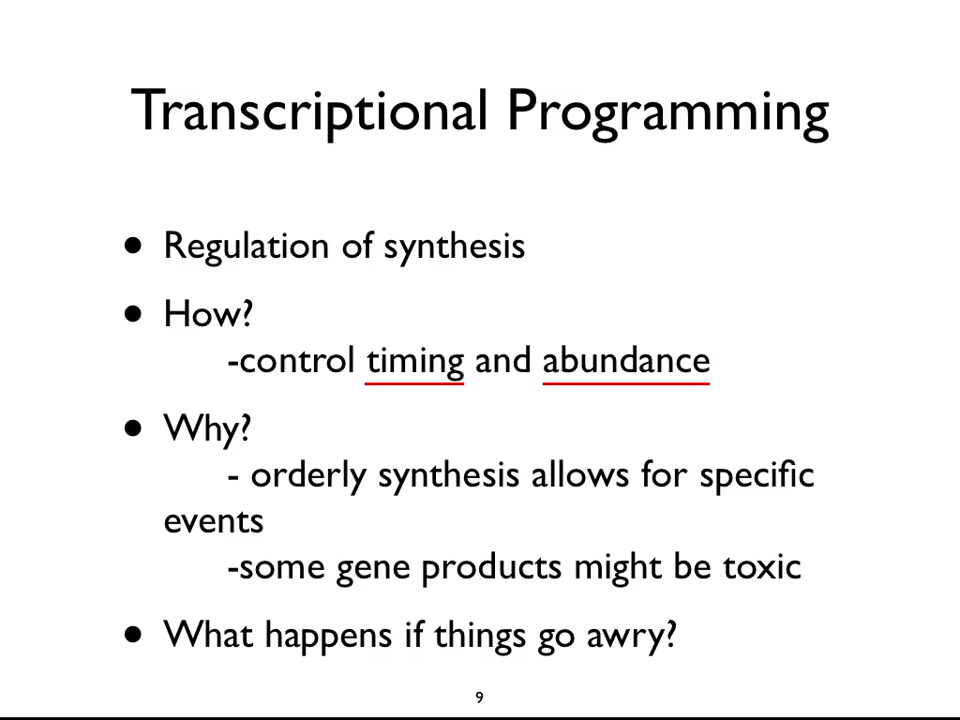 Transcriptional Programming
• Regulation of synthesis
• How?
-control timing and abundance
• Why?
- orderly synthesis allows for specific
events
-some gene products might be toxic
• What happens if things go awry?
9